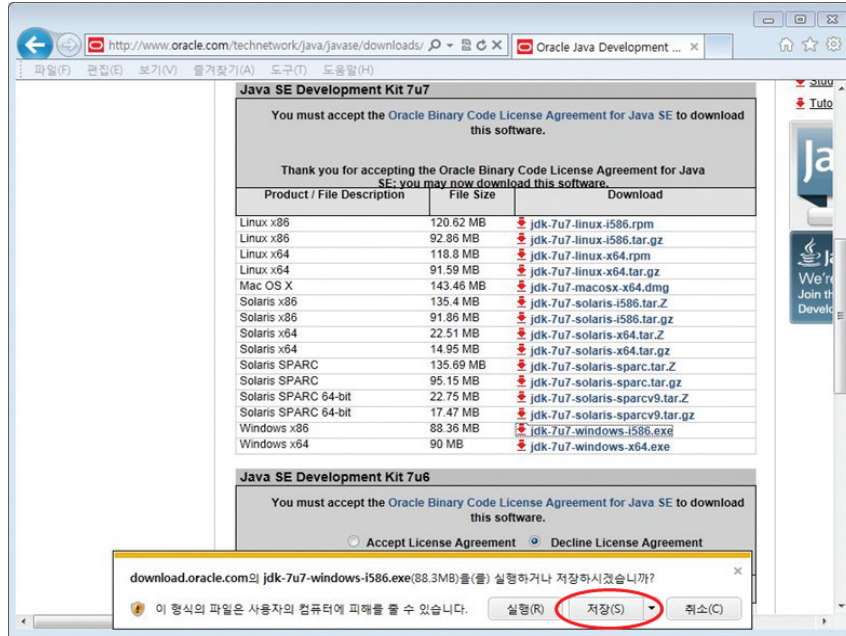 http://www.oracle.com/technetwork/java/javase/downloads/
Oracle Java Development ...
파일(F) 편집(E) 보기(V) 즐겨찾기(A) 도구(T) 도움말(H)
Java SE Development Kit 7u7
You must accept the Oracle Binary Code License Agreement for Java SE to download
this software.
Thank you for accepting the Oracle Binary Code License Agreement for Java
SE; you may now download this software.
Product / File Description File Size Download
Linux x86 120.62 MB jdk-7u7-linux-i586.rpm
Linux x86 92.86 MB jdk-7u7-linux-i586.tar.gz
Linux x64 118.8 MB jdk-7u7-linux-x64.rpm
Linux x64 91.59 MB jdk-7u7-linux-x64.tar.gz
Mac OS X 143.46 MB jdk-7u7-macosx-x64.dmg
Solaris x86 135.4 MB jdk-7u7-solaris-i586.tar.Z
Solaris x86 91.86 MB jdk-7u7-solaris-i586.tar.gz
Solaris x64 22.51 MB jdk-7u7-solaris-x64.tar.Z
Solaris x64 14.95 MB jdk-7u7-solaris-x64.tar.gz
Solaris SPARC 135.69 MB jdk-7u7-solaris-sparc.tar.Z
Solaris SPARC 95.15 MB jdk-7u7-solaris-sparc.tar.gz
Solaris SPARC 64-bit 22.75 MB jdk-7u7-solaris-sparcv9.tar.Z
Solaris SPARC 64-bit 17.47 MB jdk-7u7-solaris-sparcv9.tar.gz
Windows x86 88.36 MB jdk-7u7-windows-i586.exe
Windows x64 90 MB jdk-7u7-windows-x64.exe
Java SE Development Kit 7u6
You must accept the Oracle Binary Code License Agreement for Java SE to download
this software.
Accept License Agreement Decline License Agreement
Tuto
Ja
We're
Join th
Develo
download.oracle.com의 jdk-7u7-windows-i586.exe(88.3MB)을(를) 실행하거나 저장하시겠습니까?
이 형식의 파일은 사용자의 컴퓨터에 피해를 줄 수 있습니다. 실행(R) 저장(S) 취소(C)